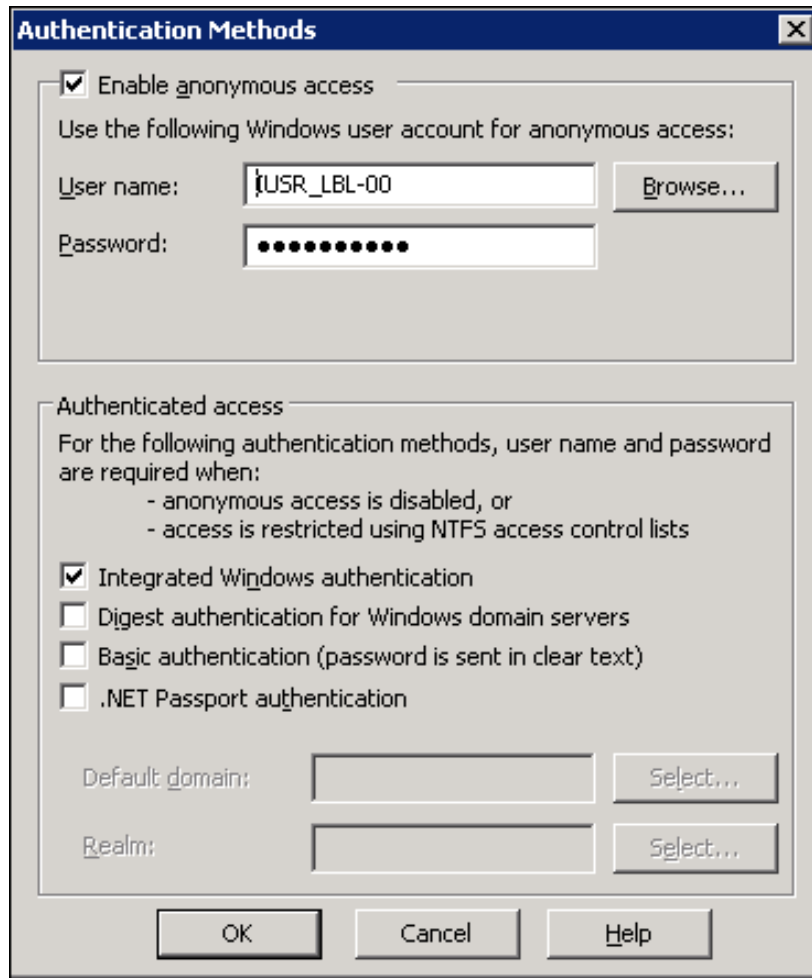 Authentication Methods
Enable anonymous access
Use the following Windows user account for anonymous access:
User name:
IUSR_LBL-00
Browse...
Password:
●●●●●●●●●●
Authenticated access
For the following authentication methods, user name and password
are required when:
- anonymous access is disabled, or
- access is restricted using NTFS access control lists
Integrated Windows authentication
Digest authentication for Windows domain servers
Basic authentication (password is sent in clear text)
.NET Passport authentication
Default domain:
Select...
Realm:
Select...
OK
Cancel
Help